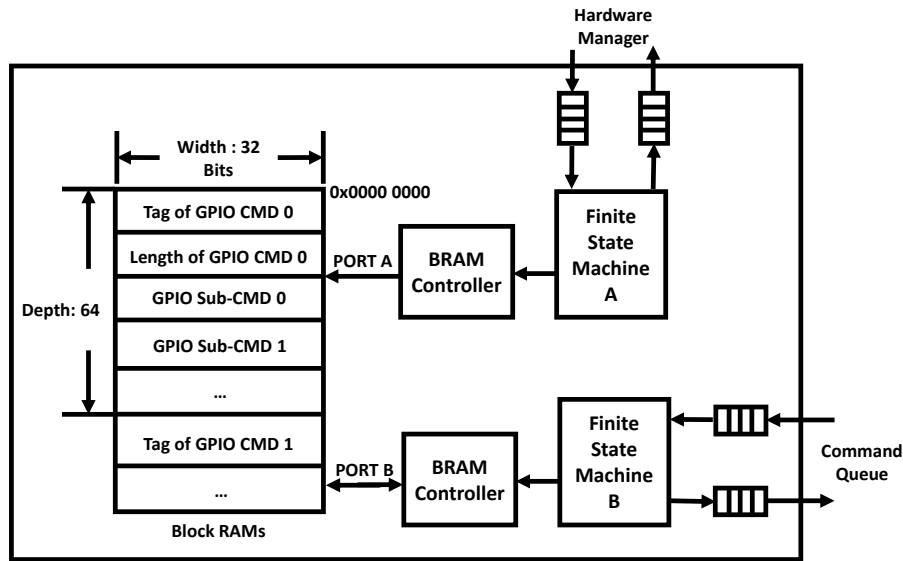 Hardware
Manager
Width : 32
Bits
0x0000 0000
Tag of GPIO CMD 0
Length of GPIO CMD 0
GPIO Sub-CMD 0
GPIO Sub-CMD 1
...
Tag of GPIO CMD 1
...
Depth: 64
Block RAMs
PORT A
BRAM
Controller
Finite
State
Machine
A
PORT B
BRAM
Controller
Finite
State
Machine
B
Command
Queue